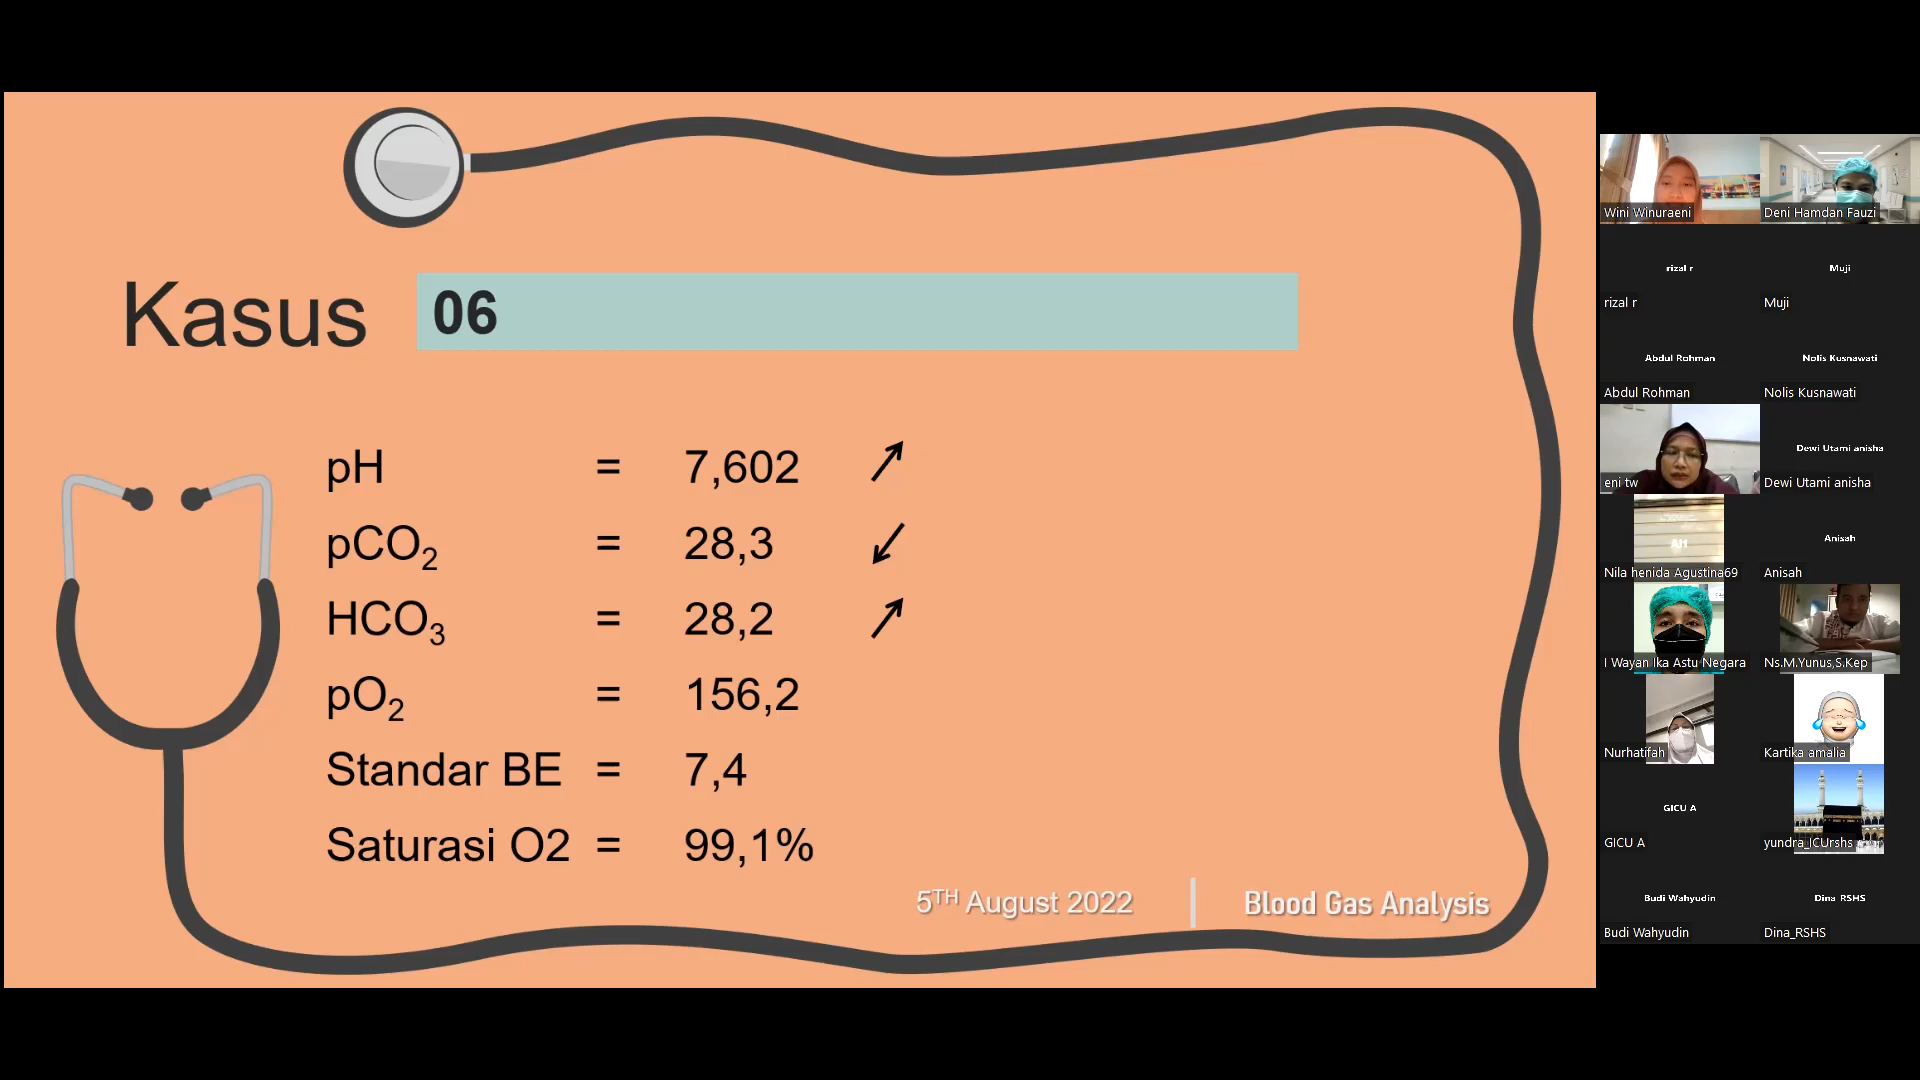 Kasus 06
pH = 7,602
pCO2 = 28,3
HCO3 = 28,2
pO2 = 156,2
Standar BE = 7,4
Saturasi O2 = 99,1%
5TH August 2022 | Blood Gas Analysis
Wini Winuraeni
Deni Hamdan Fauzi
rizal r
rizal r
Muji
Muji
Abdul Rohman
Abdul Rohman
Nolis Kusnawati
Nolis Kusnawati
eni tw
Dewi Utami anisha
Dewi Utami anisha
Nila henida Agustina69
Anisah
Anisah
I Wayan Ika Astu Negara
Ns.M.Yunus,S.Kep
Nurhatifah
Kartika amalia
GICU A
GICU A
yundra_ICUrshs
Budi Wahyudin
Budi Wahyudin
Dina RSHS
Dina_RSHS